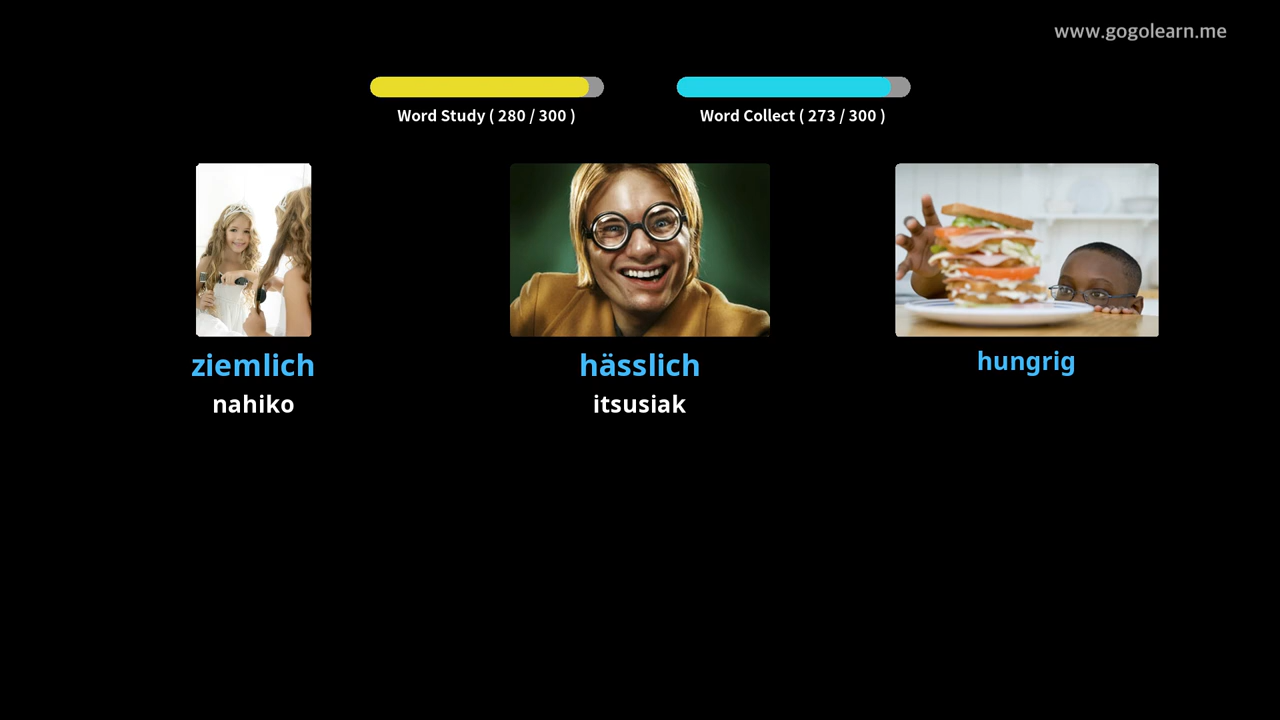 www.gogolearn.me
Word Study ( 280 / 300 )
Word Collect ( 273 / 300 )
ziemlich
hässlich
hungrig
nahiko
itsusiak